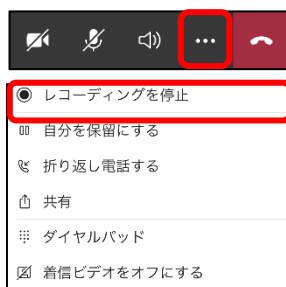 レコーディングを停止
自分を保留にする
折り返し電話する
共有
ダイヤルパッド
着信ビデオをオフにする